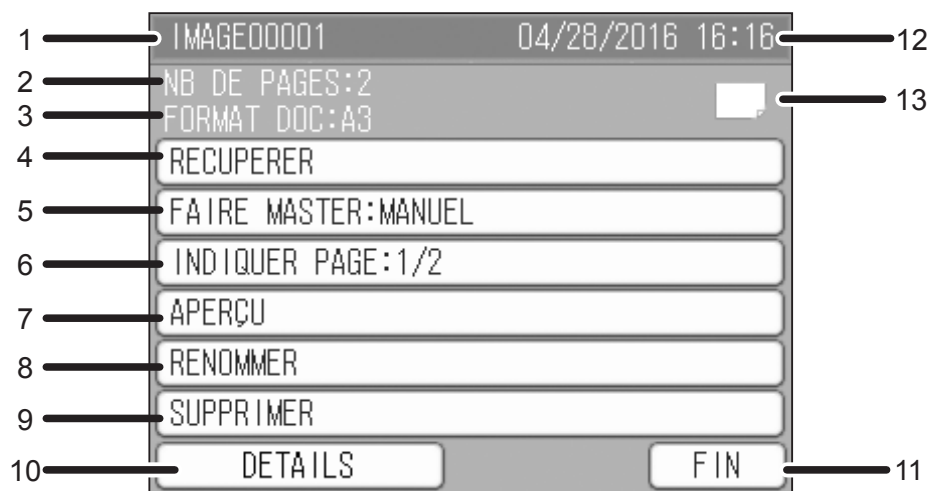 1 IMAGE00001 04/28/2016 16:16 12
2 NB DE PAGES:2 13
3 FORMAT DOC:A3
4 RECUPERER
5 FAIRE MASTER:MANUEL
6 INDIQUER PAGE:1/2
7 APERÇU
8 RENOMMER
9 SUPPRIMER
10 DETAILS FIN 11